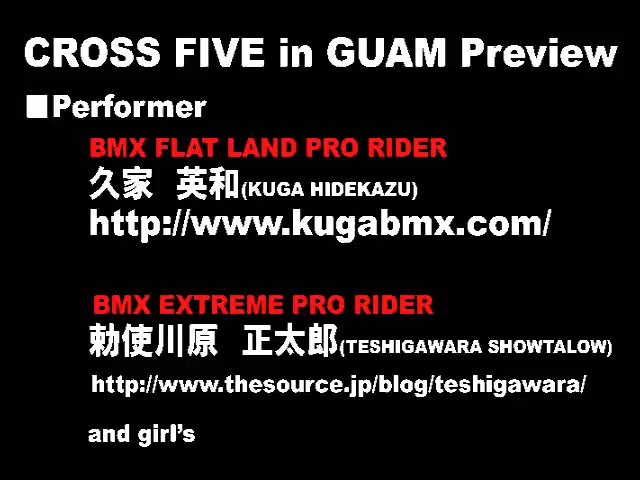 CROSS FIVE in GUAM Preview
■Performer
BMX FLAT LAND PRO RIDER
久家　英和(KUGA HIDEKAZU)
http://www.kugabmx.com/
BMX EXTREME PRO RIDER
勅使川原　正太郎(TESHIGAWARA SHOWTALOW)
http://www.thesource.jp/blog/teshigawara/
and girl's